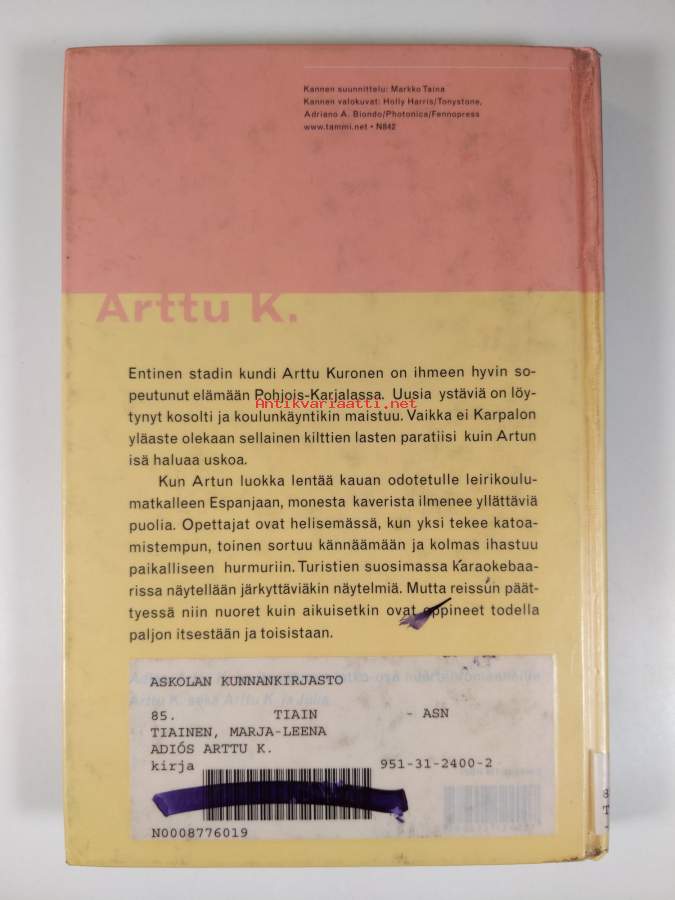 Kannen suunnittelu: Markko Taina
Kannen valokuvat: Holly Harris/Tonystone,
Adriano A. Biondo/Photonica/Fennopress
www.tammi.net • N842
Arttu K.
Entinen stadin kundi Arttu Kuronen on ihmeen hyvin so-
peutunut elämään Pohjois-Karjalassa. Uusia ystäviä on löy-
Antikvariaatti.net
tynyt kosolti ja koulunkäyntikin maistuu. Vaikka ei Karpalon
yläaste olekaan sellainen kilttien lasten paratiisi kuin Artun
isä haluaa uskoa.
Kun Artun luokka lentää kauan odotetulle leirikoulu-
matkalleen Espanjaan, monesta kaverista ilmenee yllättäviä
puolia. Opettajat ovat helisemässä, kun yksi tekee katoa-
mistempun, toinen sortuu kännäämään ja kolmas ihastuu
paikalliseen hurmuriin. Turistien suosimassa Karaokebaa-
rissa näytellään järkyttäviäkin näytelmiä. Mutta reissun päät-
tyessä niin nuoret kuin aikuisetkin ovat oppineet todella
paljon itsestään ja toisistaan.
ASKOLAN KUNNANKIRJASTO
85. TIAIN - ASN
TIAINEN, MARJA-LEENA
ADIÓS ARTTU K.
kirja 951-31-2400-2
N0008776019